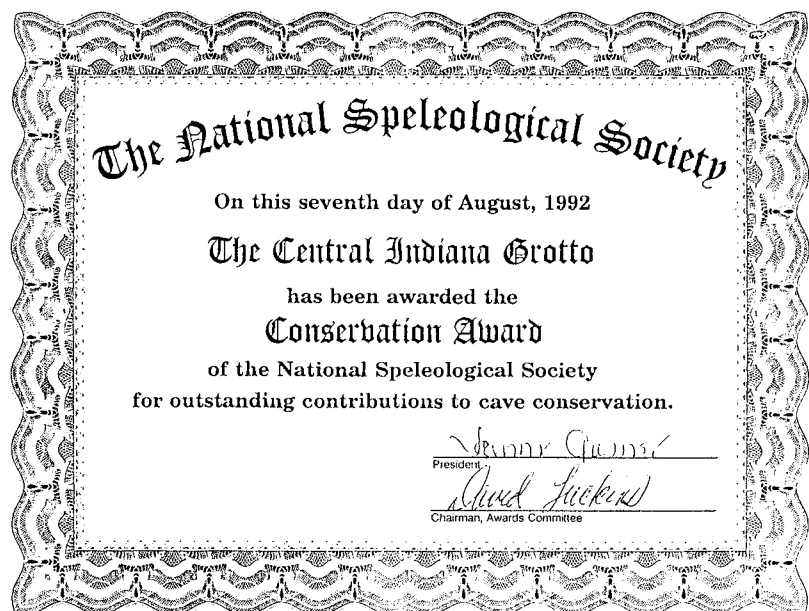 The National Speleological Society
On this seventh day of August, 1992
The Central Indiana Grotto
has been awarded the
Conservation Award
of the National Speleological Society
for outstanding contributions to cave conservation.
President
David
Chairman, Awards Committee